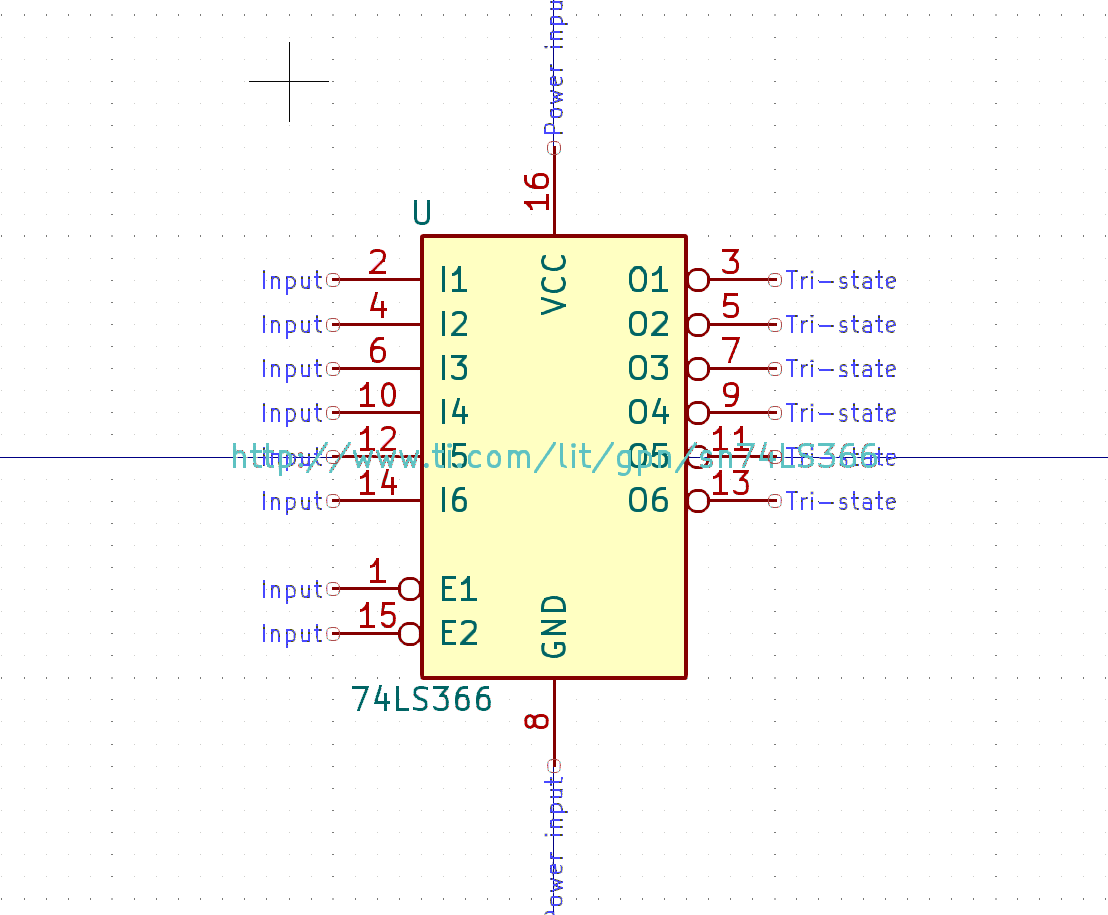 Power input
16
U
VCC
Input 2 I1 O1 3 Tri-state
Input 4 I2 O2 5 Tri-state
Input 6 I3 O3 7 Tri-state
Input 10 I4 O4 9 Tri-state
Input 12 I5 O5 11 Tri-state
http://www.ti.com/lit/gpn/sn74LS366
Input 14 I6 O6 13 Tri-state
Input 1 E1
Input 15 E2
GND
74LS366
8
Power input